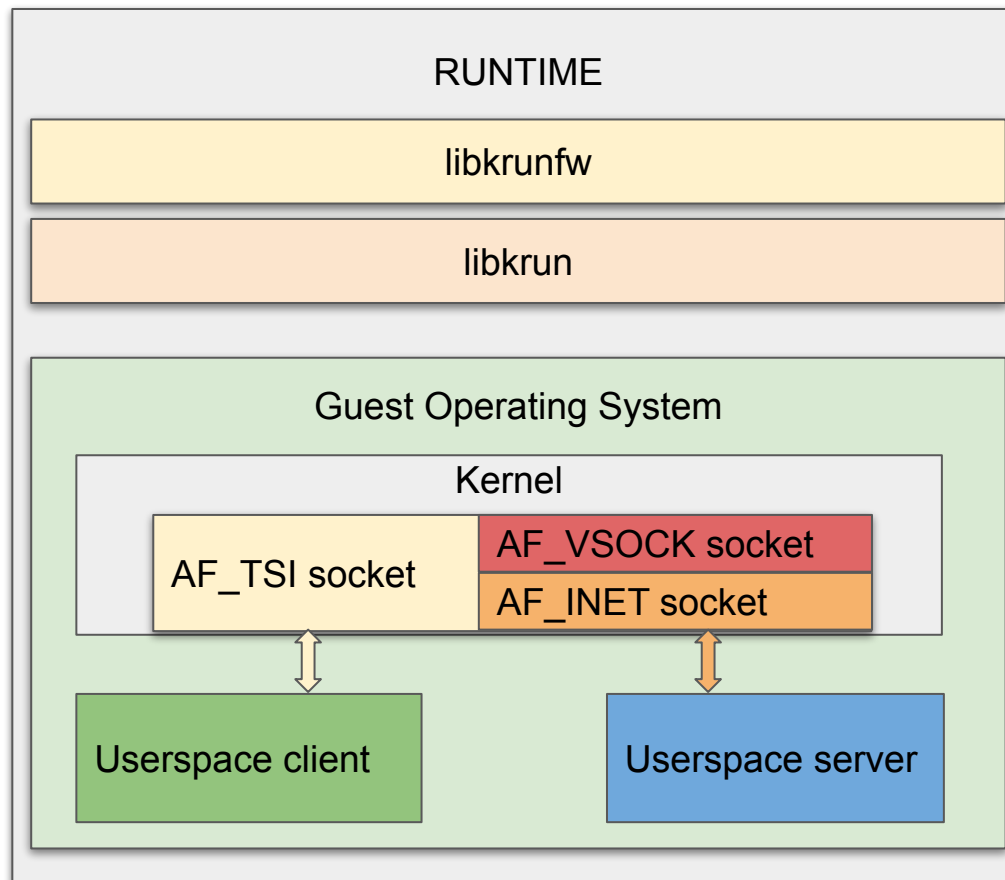 RUNTIME
libkrunfw
libkrun
Guest Operating System
Kernel
AF_TSI socket
AF_VSOCK socket
AF_INET socket
Userspace client
Userspace server